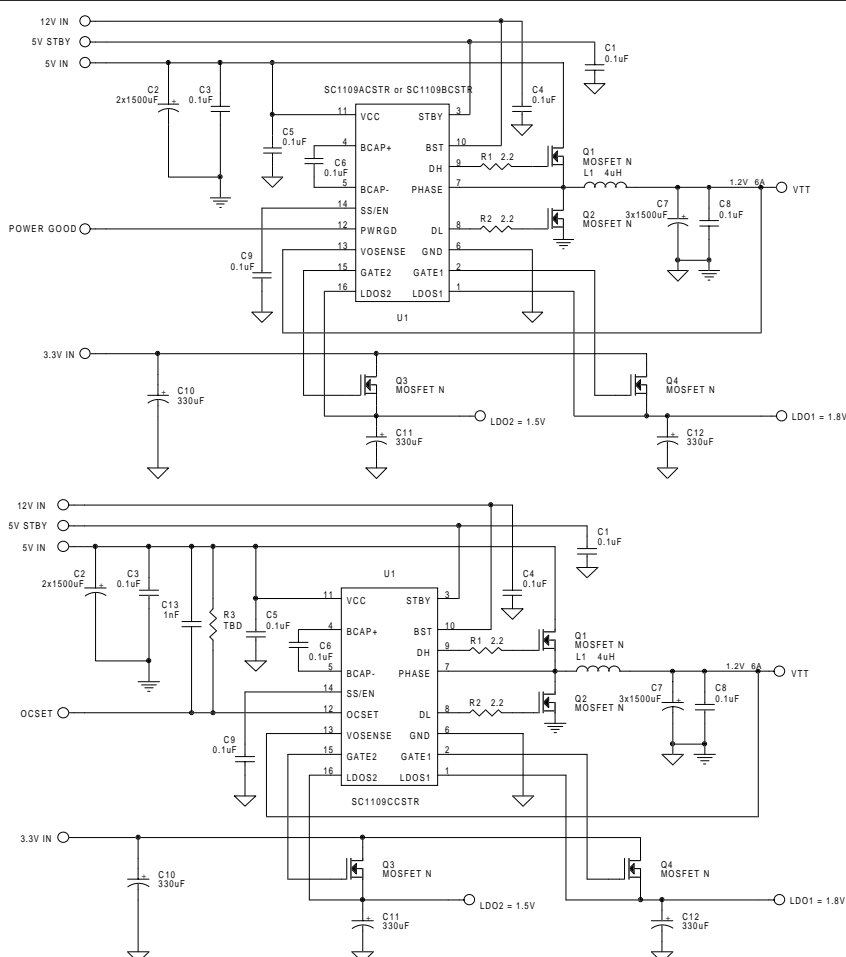 12V IN
5V STBY
5V IN
C1
0.1uF
C2
2x1500uF
+
C3
0.1uF
SC1109ACSTR or SC1109BCSTR
C4
0.1uF
C5
0.1uF
C6
0.1uF
11 VCC STBY 3
4 BCAP+ BST 10
DH 9
5 BCAP- PHASE 7
14 SS/EN
12 PWRGD DL 8
13 VOSENSE GND 6
15 GATE2 GATE1 2
16 LDOS2 LDOS1 1
U1
R1 2.2
Q1
MOSFET N
L1 4uH
R2 2.2
Q2
MOSFET N
1.2V 6A
VTT
C7
3x1500uF
+
C8
0.1uF
POWER GOOD
C9
0.1uF
3.3V IN
+
C10
330uF
Q3
MOSFET N
Q4
MOSFET N
LDO2 = 1.5V
LDO1 = 1.8V
+
C11
330uF
+
C12
330uF
12V IN
5V STBY
5V IN
C1
0.1uF
C2
2x1500uF
+
C3
0.1uF
C13
1nF
R3
TBD
C5
0.1uF
C4
0.1uF
C6
0.1uF
U1
11 VCC STBY 3
4 BCAP+ BST 10
DH 9
5 BCAP- PHASE 7
14 SS/EN
12 OCSET DL 8
13 VOSENSE GND 6
15 GATE2 GATE1 2
16 LDOS2 LDOS1 1
SC1109CCSTR
R1 2.2
Q1
MOSFET N
L1 4uH
R2 2.2
Q2
MOSFET N
1.2V 6A
VTT
C7
3x1500uF
+
C8
0.1uF
OCSET
C9
0.1uF
3.3V IN
+
C10
330uF
Q3
MOSFET N
Q4
MOSFET N
LDO2 = 1.5V
LDO1 = 1.8V
+
C11
330uF
+
C12
330uF